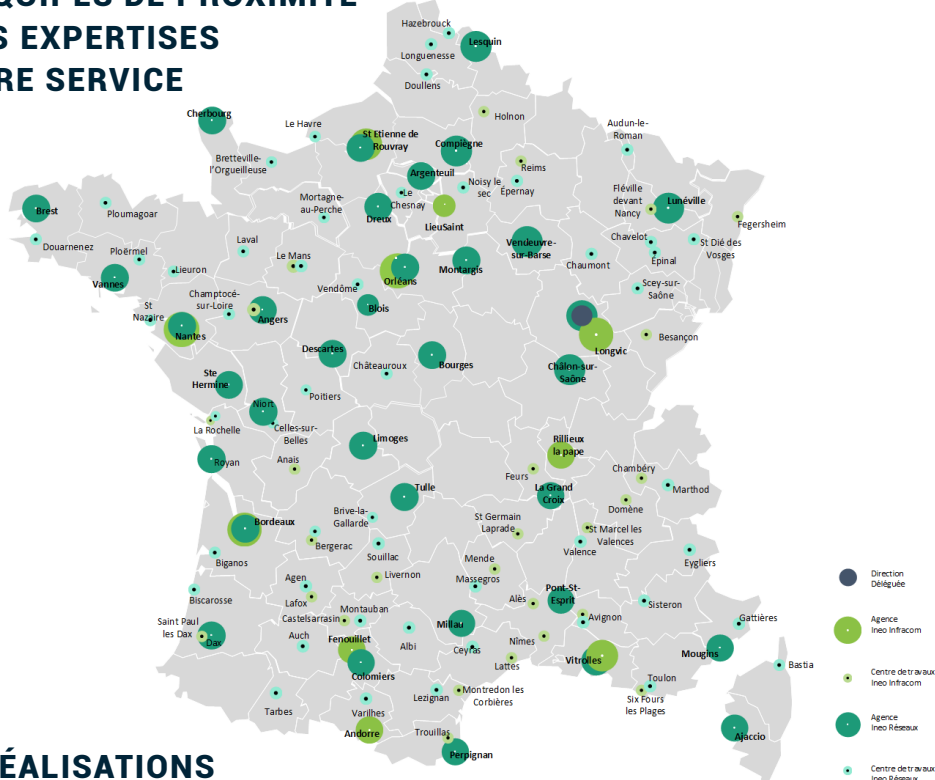 QUIPES DE PROXIMITÉ
S EXPERTISES
RE SERVICE
Hazebrouck
Lesquin
Longuenesse
Doullens
Cherbourg
Holnon
Le Havre
Audun-le-
Roman
St Etienne de
Rouvray
Compiègne
Bretteville-
l'Orgueilleuse
Reims
Argenteuil
Noisy le
sec
Épernay
Fléville
devant
Nancy
Lunéville
Mortagne-
au-Perche
Le
Chesnay
Brest
Ploumagoar
Dreux
LieuSaint
Fegersheim
Douarnenez
Laval
Vendeuvre-
sur-Barse
Chavelot
St Dié des
Vosges
Ploërmel
Le Mans
Chaumont
Épinal
Lieuron
Montargis
Vannes
Orléans
Scey-sur-
Saône
Vendôme
Champtocé-
sur-Loire
St
Nazaire
Angers
Blois
Nantes
Besançon
Longvic
Descartes
Châteauroux
Bourges
Châlon-sur-
Saône
Ste
Hermine
Poitiers
Niort
La Rochelle
Celles-sur-
Belles
Limoges
Rillieux
la pape
Royan
Anais
Feurs
Chambéry
Marthod
Tulle
La Grand
Croix
Domène
Bordeaux
Brive-la-
Gallarde
St Germain
Laprade
St Marcel les
Valences
Bergerac
Souillac
Valence
Biganos
Mende
Eygliers
Agen
Livernon
Massegros
Biscarosse
Lafox
Pont-St-
Esprit
Alès
Sisteron
Montauban
Castelsarrasin
Saint Paul
les Dax
Avignon
Gattières
Dax
Auch
Fenouillet
Albi
Millau
Ceyras
Nîmes
Mougins
Lattes
Vitrolles
Bastia
Colomiers
Toulon
Lezignan
Montredon les
Corbières
Six Fours
les Plages
Tarbes
Varilhes
Andorre
Trouillas
Ajaccio
Perpignan
Direction
Déléguée
Agence
Ineo Infracom
Centre de travaux
Ineo Infracom
Agence
Ineo Réseaux
Centre de travaux
Ineo Réseaux
ÉALISATIONS